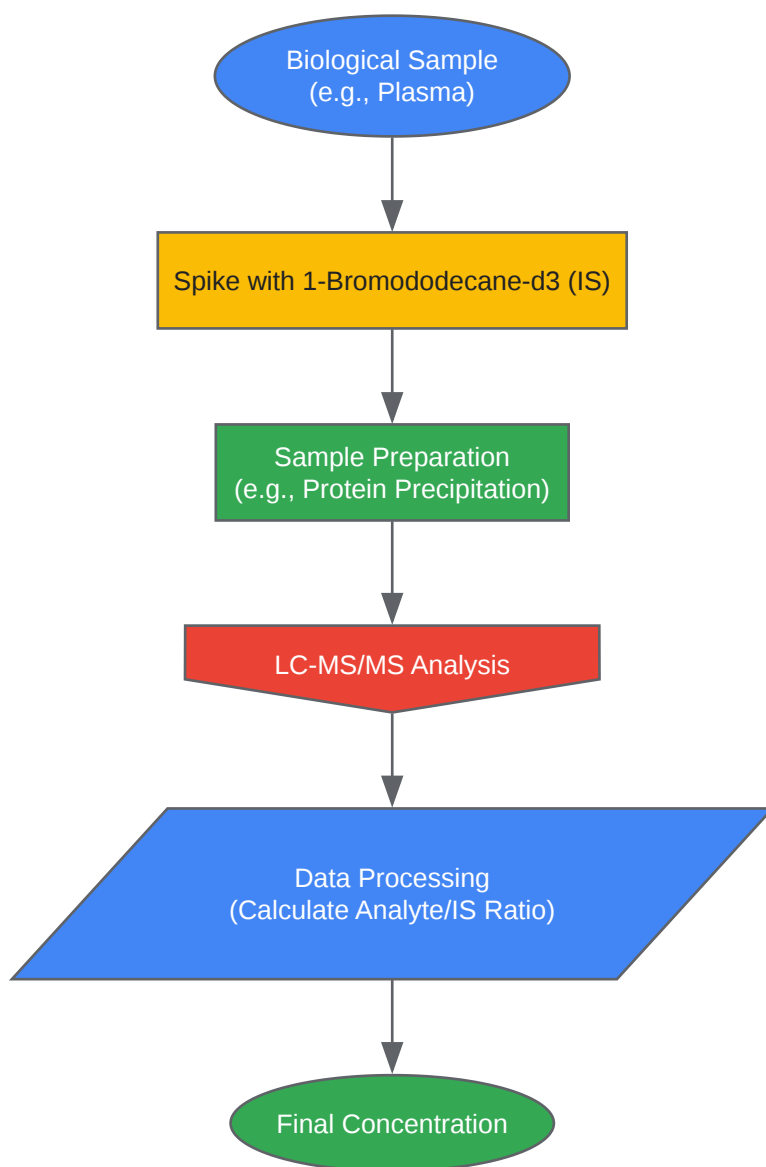 Biological Sample
(e.g., Plasma)
Spike with 1-Bromododecane-d3 (IS)
Sample Preparation
(e.g., Protein Precipitation)
LC-MS/MS Analysis
Data Processing
(Calculate Analyte/IS Ratio)
Final Concentration